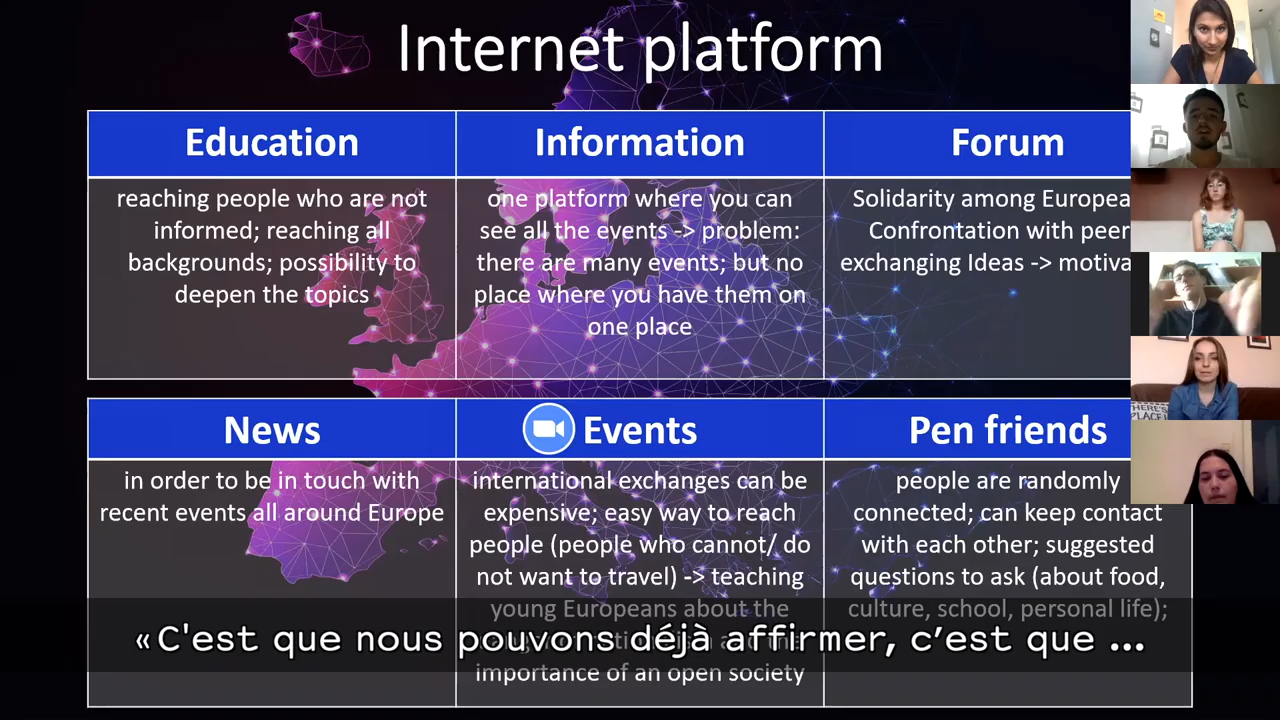 Internet platform
Education
Information
Forum
reaching people who are not
informed; reaching all
backgrounds; possibility to
deepen the topics
one platform where you can
see all the events -> problem:
there are many events; but no
place where you have them on
one place
Solidarity among Europea
Confrontation with peer
exchanging Ideas -> motiva
News
Events
Pen friends
in order to be in touch with
recent events all around Europe
international exchanges can be
expensive; easy way to reach
people (people who cannot/ do
not want to travel) -> teaching
young Europeans about the
importance of an open society
people are randomly
connected; can keep contact
with each other; suggested
questions to ask (about food,
culture, school, personal life);
«C'est que nous pouvons déjà affirmer, c’est que ...
THERE'S
PLACE